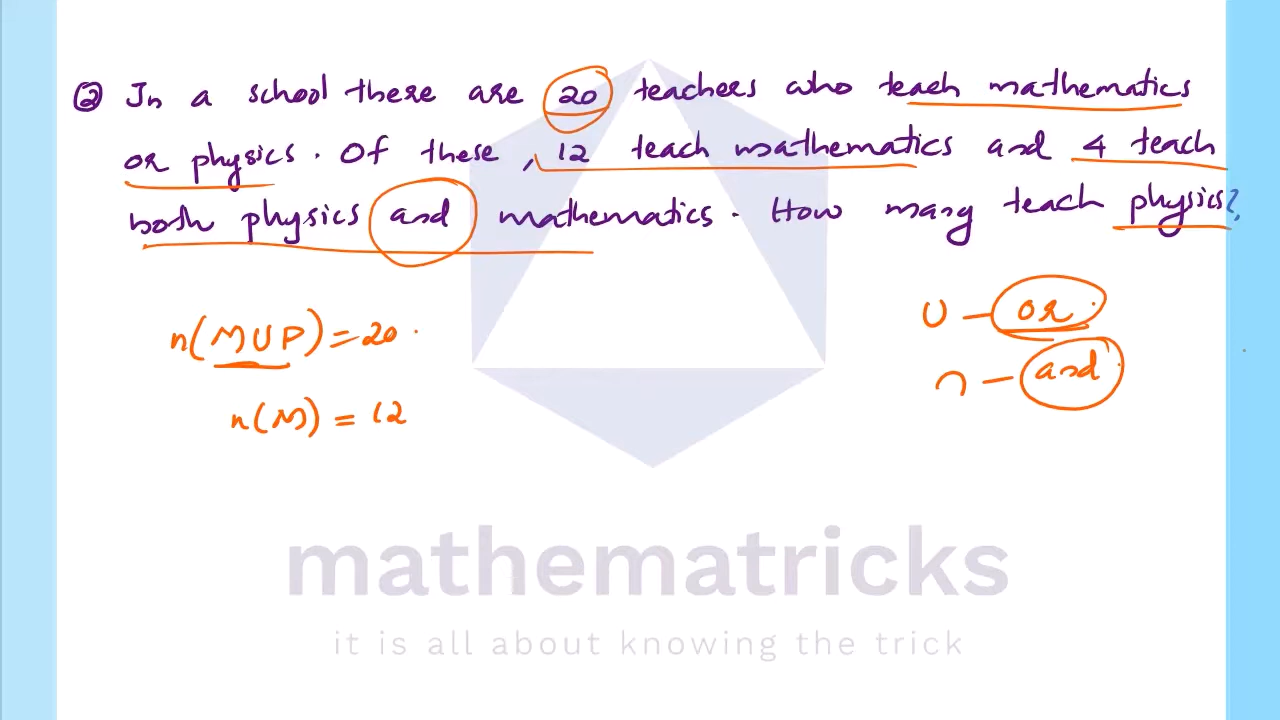 ② In a school there are 20 teachers who teach mathematics
or physics. Of these, 12 teach mathematics and 4 teach
both physics and mathematics. How many teach physics?
n(M∪P)=20
∪ – or
∩ – and
n(M) = 12
mathematricks
it is all about knowing the trick